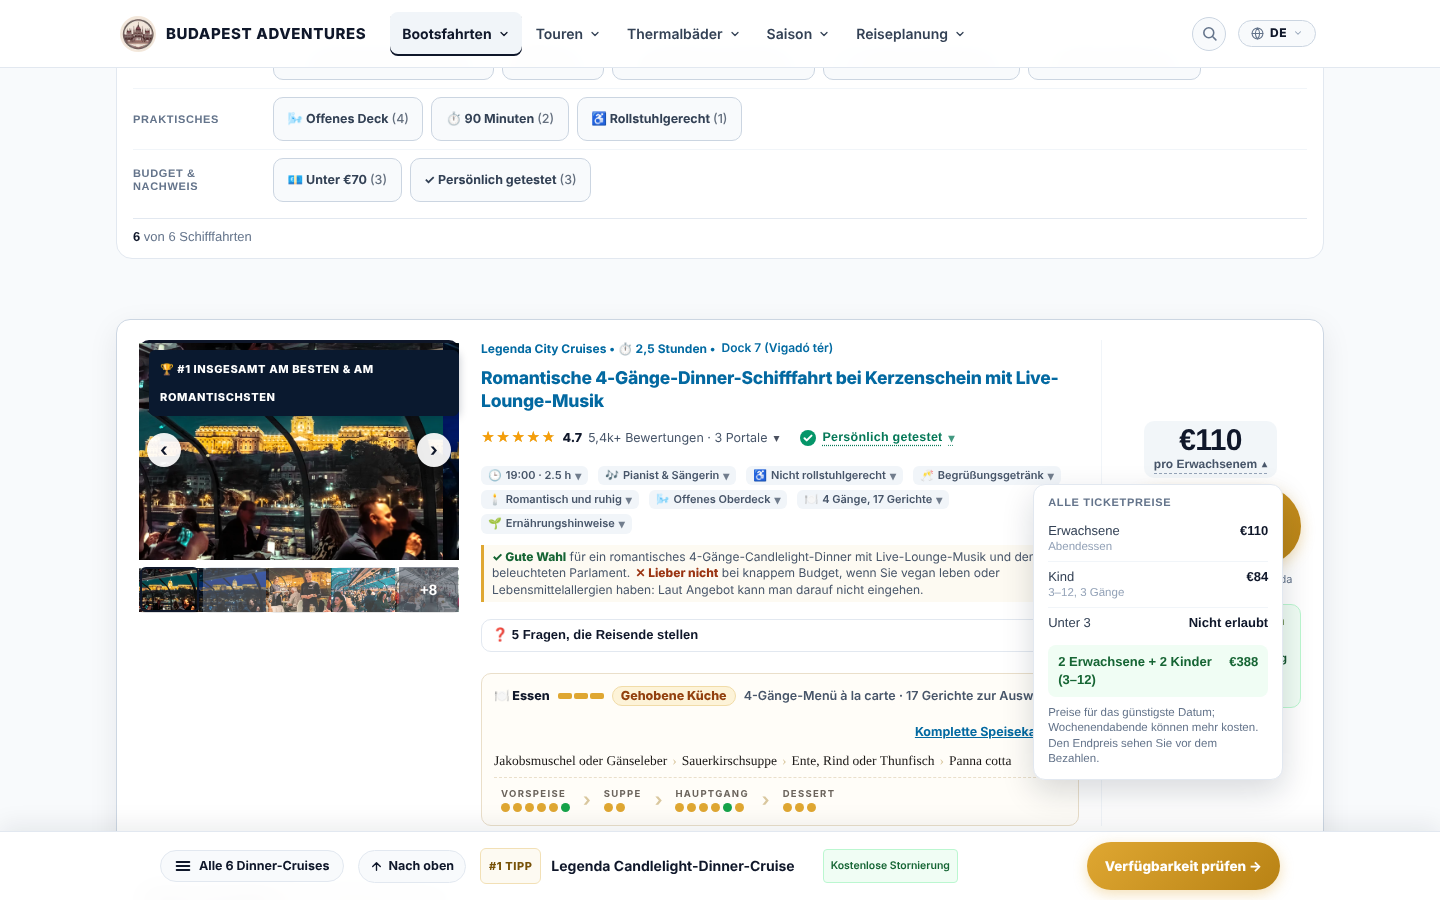 BUDAPEST ADVENTURES
Bootsfahrten
Touren
Thermalbäder
Saison
Reiseplanung
DE
PRAKTISCHES
Offenes Deck (4)
90 Minuten (2)
Rollstuhlgerecht (1)
BUDGET &
NACHWEIS
Unter €70 (3)
✓ Persönlich getestet (3)
6 von 6 Schifffahrten
#1 INSGESAMT AM BESTEN & AM
ROMANTISCHSTEN
+8
Legenda City Cruises • 2,5 Stunden • Dock 7 (Vigadó tér)
Romantische 4-Gänge-Dinner-Schifffahrt bei Kerzenschein mit Live-
Lounge-Musik
★★★★★ 4.7 5,4k+ Bewertungen · 3 Portale ▾
Persönlich getestet ▾
19:00 · 2.5 h ▾
Pianist & Sängerin ▾
Nicht rollstuhlgerecht ▾
Begrüßungsgetränk ▾
Romantisch und ruhig ▾
Offenes Oberdeck ▾
4 Gänge, 17 Gerichte ▾
Ernährungshinweise ▾
✓ Gute Wahl für ein romantisches 4-Gänge-Candlelight-Dinner mit Live-Lounge-Musik und der
beleuchteten Parlament. ✕ Lieber nicht bei knappem Budget, wenn Sie vegan leben oder
Lebensmittelallergien haben: Laut Angebot kann man darauf nicht eingehen.
5 Fragen, die Reisende stellen
Essen
Gehobene Küche
4-Gänge-Menü à la carte · 17 Gerichte zur Ausw
Komplette Speiseka
Jakobsmuschel oder Gänseleber › Sauerkirschsuppe › Ente, Rind oder Thunfisch › Panna cotta
VORSPEISE
SUPPE
HAUPTGANG
DESSERT
€110
pro Erwachsenem ▴
ALLE TICKETPREISE
Erwachsene €110
Abendessen
Kind €84
3–12, 3 Gänge
Unter 3 Nicht erlaubt
2 Erwachsene + 2 Kinder €388
(3–12)
Preise für das günstigste Datum;
Wochenendabende können mehr kosten.
Den Endpreis sehen Sie vor dem
Bezahlen.
Alle 6 Dinner-Cruises
↑ Nach oben
#1 TIPP
Legenda Candlelight-Dinner-Cruise
Kostenlose Stornierung
Verfügbarkeit prüfen →